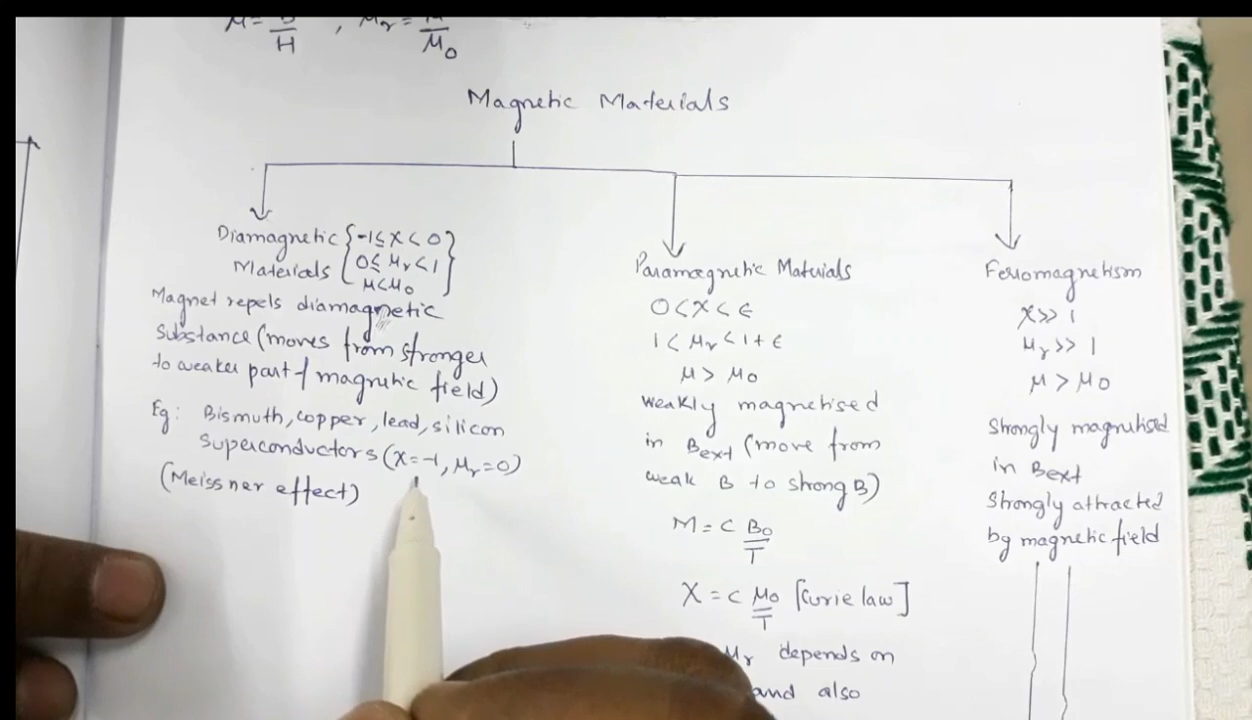 μ = B/H , μr = μ/μ0
Magnetic Materials
Diamagnetic Materials { -1 ≤ χ < 0
0 ≤ μr < 1
μ < μ0 }
Magnet repels diamagnetic
substance (moves from stronger
to weaker part of magnetic field)
Eg: Bismuth, copper, lead, silicon
Superconductors (χ = -1, μr = 0)
(Meissner effect)
Paramagnetic Materials
0 < χ < ε
1 < μr < 1 + ε
μ > μ0
weakly magnetised
in Bext (move from
weak B to strong B)
M = C B0/T
χ = C μ0/T [Curie law]
μr depends on
and also
Ferromagnetism
χ >> 1
μr >> 1
μ > μ0
Strongly magnetised
in Bext
Strongly attracted
by magnetic field